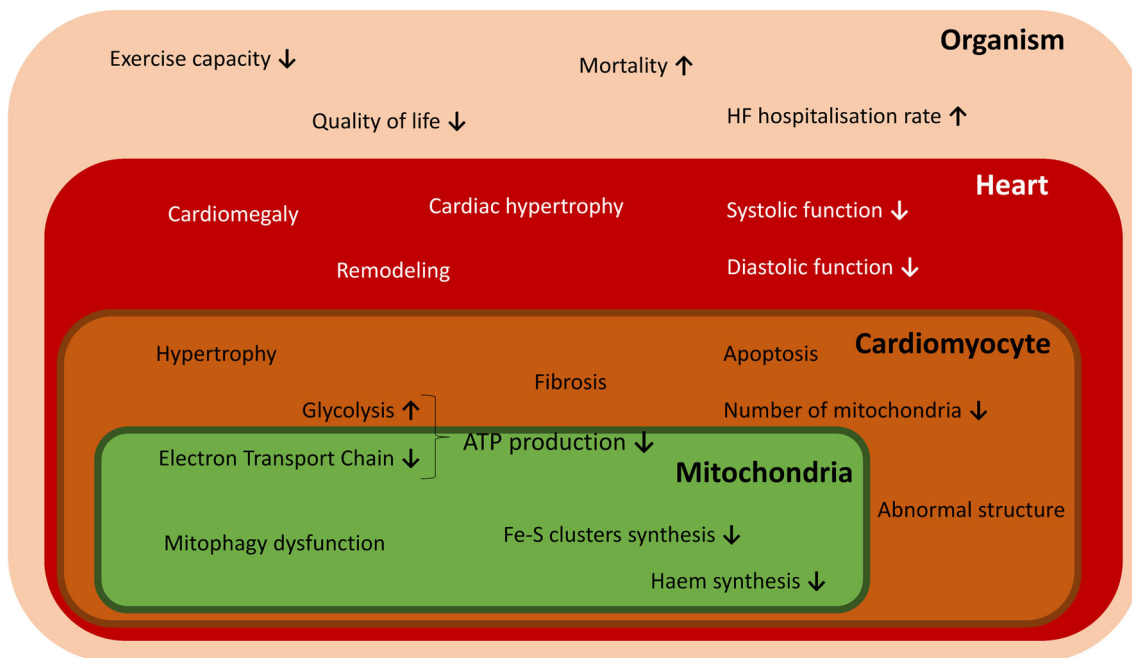 Organism
Exercise capacity ↓
Mortality ↑
Quality of life ↓
HF hospitalisation rate ↑
Heart
Cardiomegaly
Cardiac hypertrophy
Systolic function ↓
Remodeling
Diastolic function ↓
Cardiomyocyte
Hypertrophy
Apoptosis
Fibrosis
Glycolysis ↑
Number of mitochondria ↓
ATP production ↓
Electron Transport Chain ↓
Mitochondria
Abnormal structure
Mitophagy dysfunction
Fe-S clusters synthesis ↓
Haem synthesis ↓